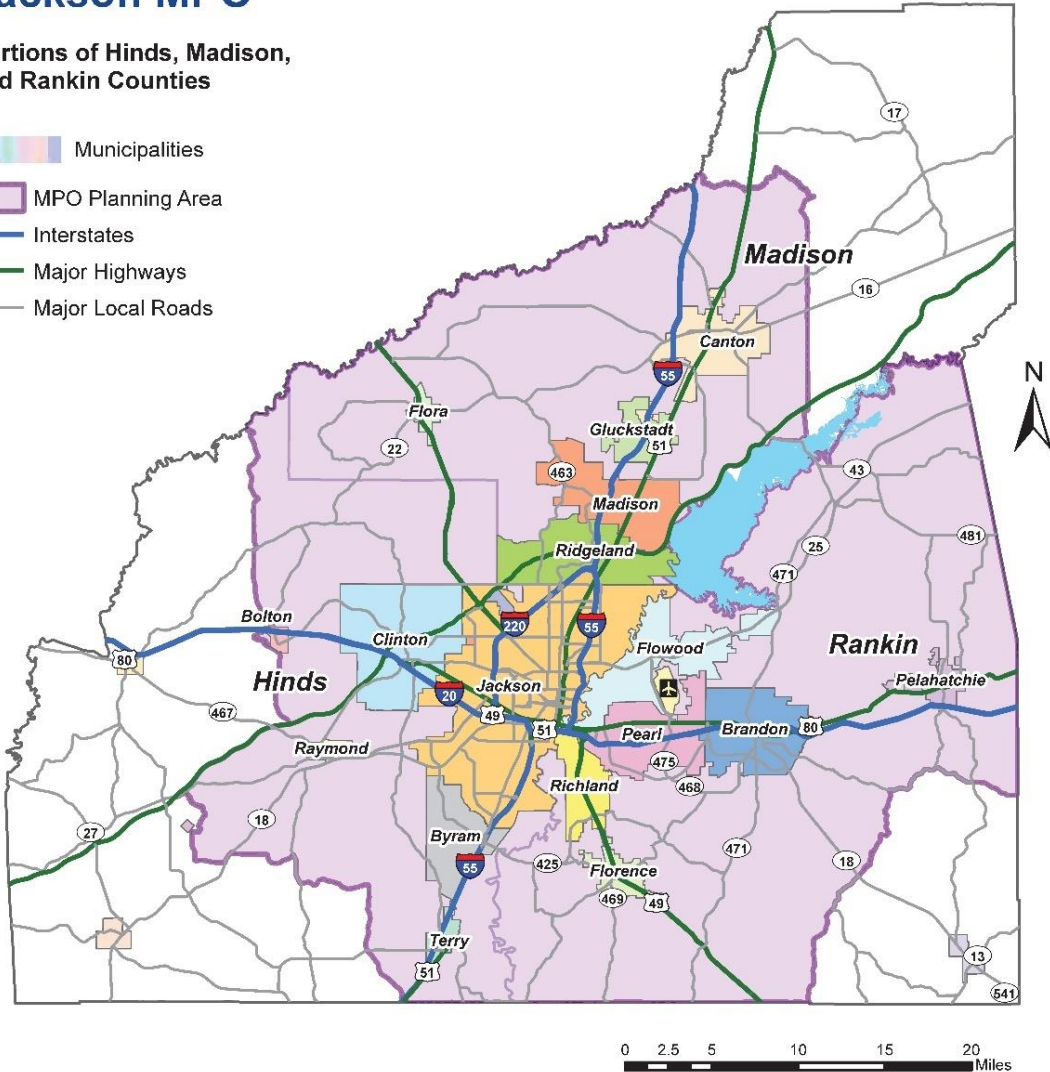 MPO
rtions of Hinds, Madison,
d Rankin Counties
Municipalities
MPO Planning Area
Interstates
Major Highways
Major Local Roads
17
Madison
16
Canton
N
55
Flora
Gluckstadt
51
22
463
43
Madison
481
25
Ridgeland
471
Bolton
220
55
Clinton
Flowood
Rankin
80
Hinds
Pelahatchie
20
Jackson
467
49
51
Pearl
Brandon
80
Raymond
475
Richland
468
18
27
Byram
471
55
425
Florence
18
469
49
Terry
51
13
541
0 2.5 5 10 15 20
Miles